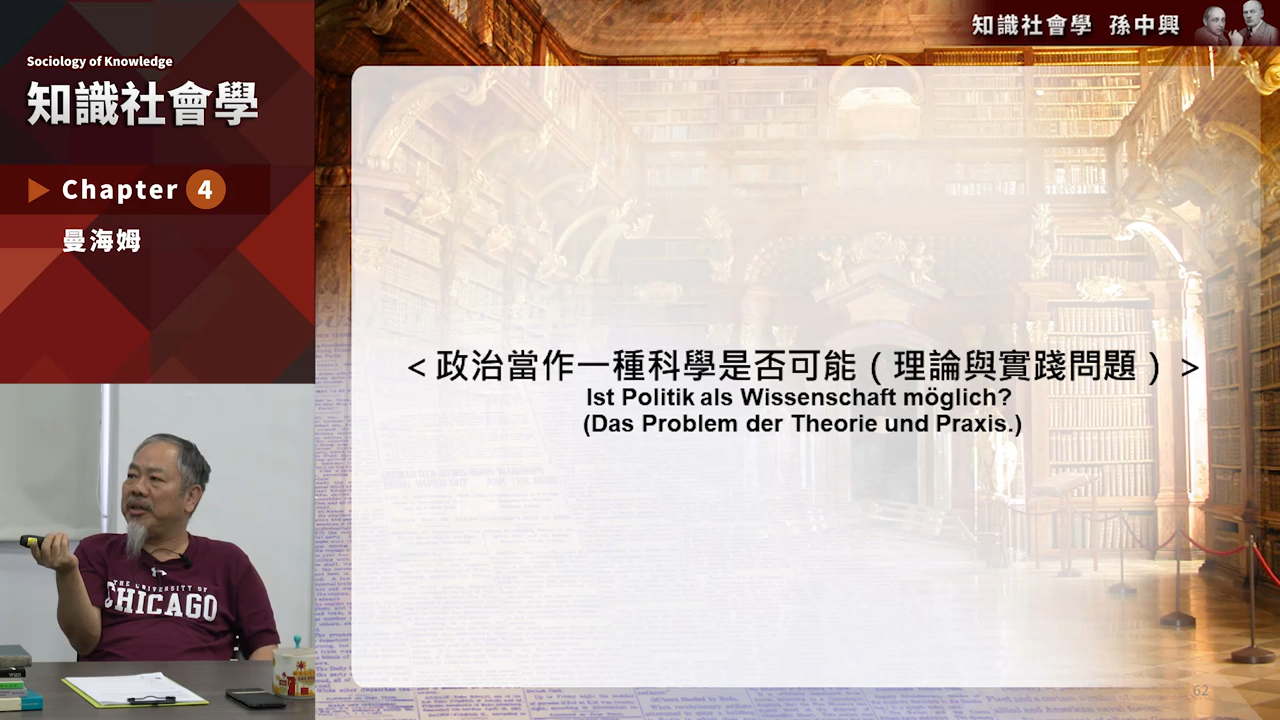 Sociology of Knowledge
知識社會學
Chapter 4
曼海姆
知識社會學 孫中興
＜政治當作一種科學是否可能（理論與實踐問題）＞
Ist Politik als Wissenschaft möglich?
(Das Problem der Theorie und Praxis.)
THE UNIVERSITY OF
CHICAGO
62